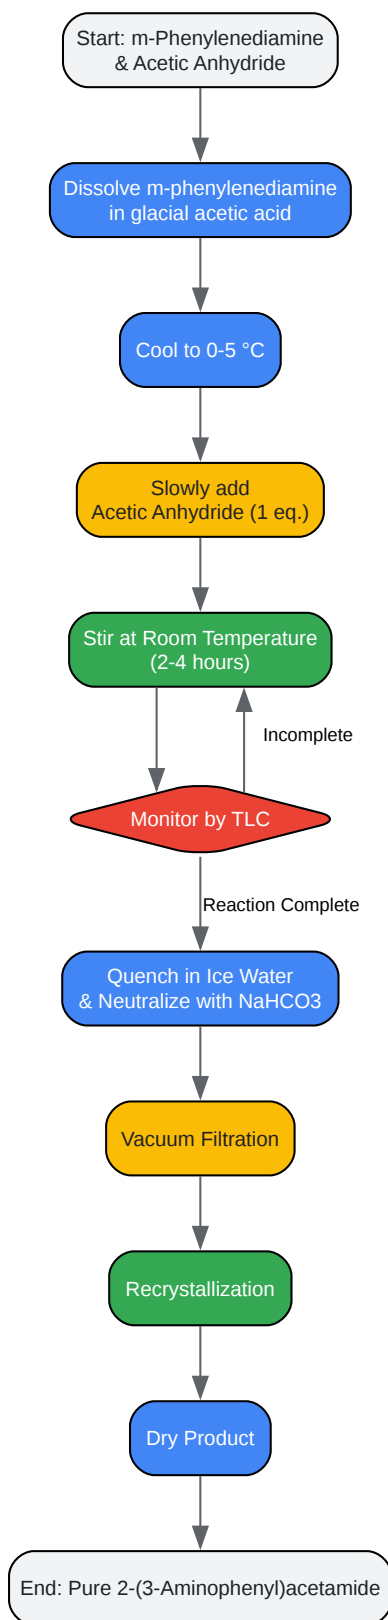 Start: m-Phenylenediamine
& Acetic Anhydride
Dissolve m-phenylenediamine
in glacial acetic acid
Cool to 0-5 °C
Slowly add
Acetic Anhydride (1 eq.)
Stir at Room Temperature
(2-4 hours)
Incomplete
Monitor by TLC
Reaction Complete
Quench in Ice Water
& Neutralize with NaHCO3
Vacuum Filtration
Recrystallization
Dry Product
End: Pure 2-(3-Aminophenyl)acetamide